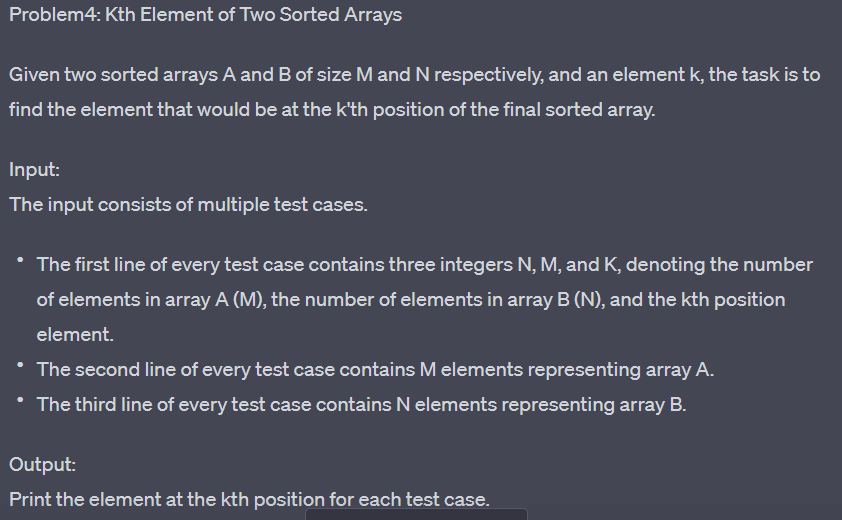 Problem4: Kth Element of Two Sorted Arrays
Given two sorted arrays A and B of size M and N respectively, and an element k, the task is to
find the element that would be at the k'th position of the final sorted array.
Input:
The input consists of multiple test cases.
• The first line of every test case contains three integers N, M, and K, denoting the number
of elements in array A (M), the number of elements in array B (N), and the kth position
element.
• The second line of every test case contains M elements representing array A.
• The third line of every test case contains N elements representing array B.
Output:
Print the element at the kth position for each test case.